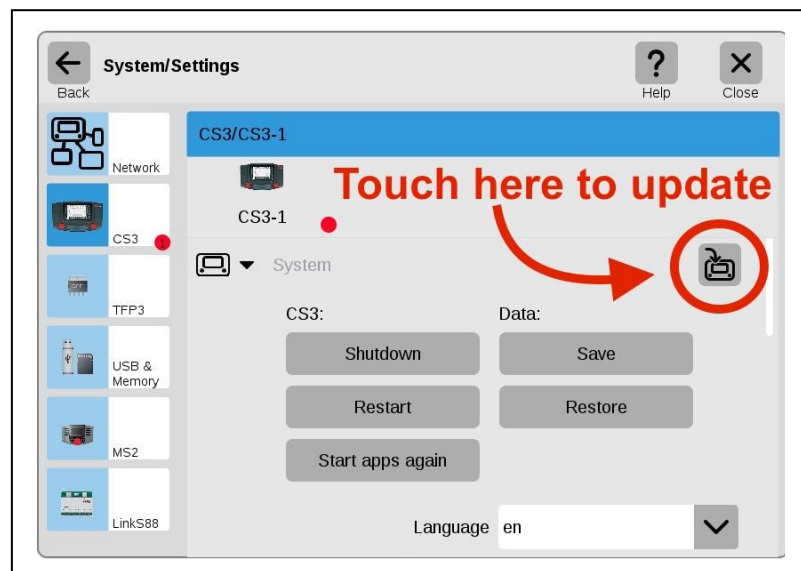 System/Settings
Back
?
Help
Close
Network
CS3
1
TFP3
USB &
Memory
MS2
LinkS88
CS3/CS3-1
Touch here to update
CS3-1
System
CS3:
Data:
Shutdown
Save
Restart
Restore
Start apps again
Language
en